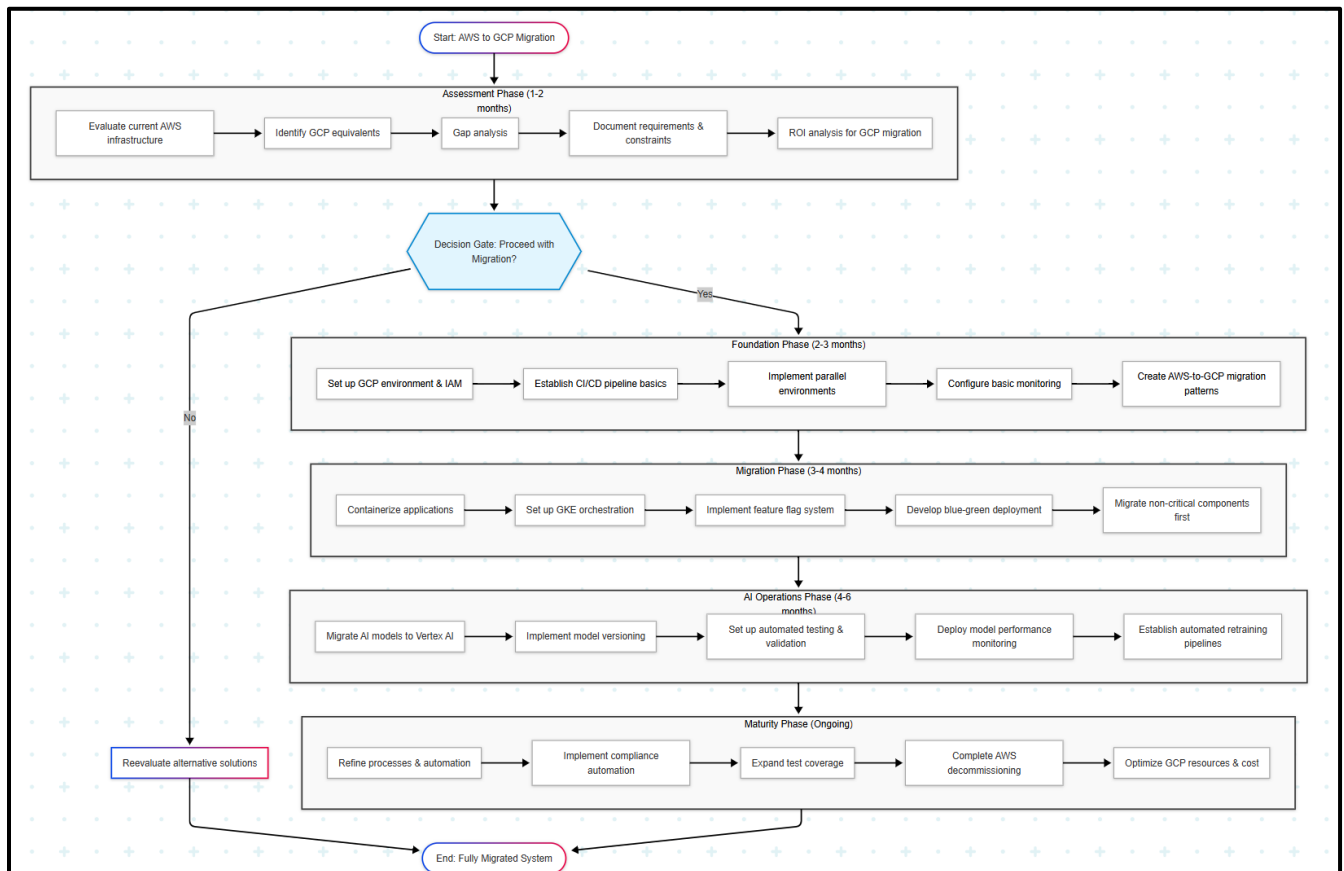 Start: AWS to GCP Migration
Assessment Phase (1-2
months)
Evaluate current AWS
infrastructure
Identify GCP equivalents
Gap analysis
Document requirements &
constraints
ROI analysis for GCP migration
Decision Gate: Proceed with
Migration?
Yes
No
Foundation Phase (2-3 months)
Set up GCP environment & IAM
Establish CI/CD pipeline basics
Implement parallel
environments
Configure basic monitoring
Create AWS-to-GCP migration
patterns
Migration Phase (3-4 months)
Containerize applications
Set up GKE orchestration
Implement feature flag system
Develop blue-green deployment
Migrate non-critical components
first
AI Operations Phase (4-6
months)
Migrate AI models to Vertex AI
Implement model versioning
Set up automated testing &
validation
Deploy model performance
monitoring
Establish automated retraining
pipelines
Maturity Phase (Ongoing)
Reevaluate alternative solutions
Refine processes & automation
Implement compliance
automation
Expand test coverage
Complete AWS
decommissioning
Optimize GCP resources & cost
End: Fully Migrated System